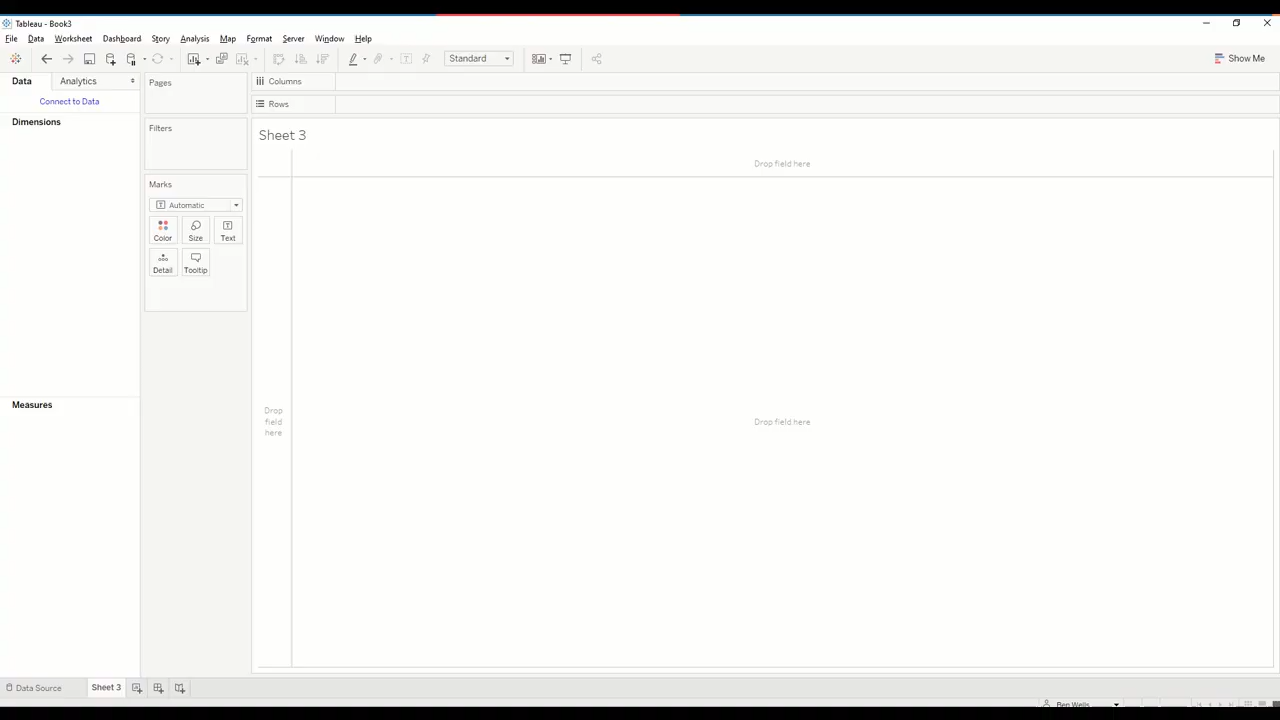 Tableau - Book3
File Data Worksheet Dashboard Story Analysis Map Format Server Window Help
Standard
Show Me
Data Analytics
Connect to Data
Dimensions
Measures
Pages
Filters
Marks
Automatic
Color Size Text
Detail Tooltip
Columns
Rows
Sheet 3
Drop field here
Drop
field
here
Drop field here
Data Source Sheet 3
Ben Wells